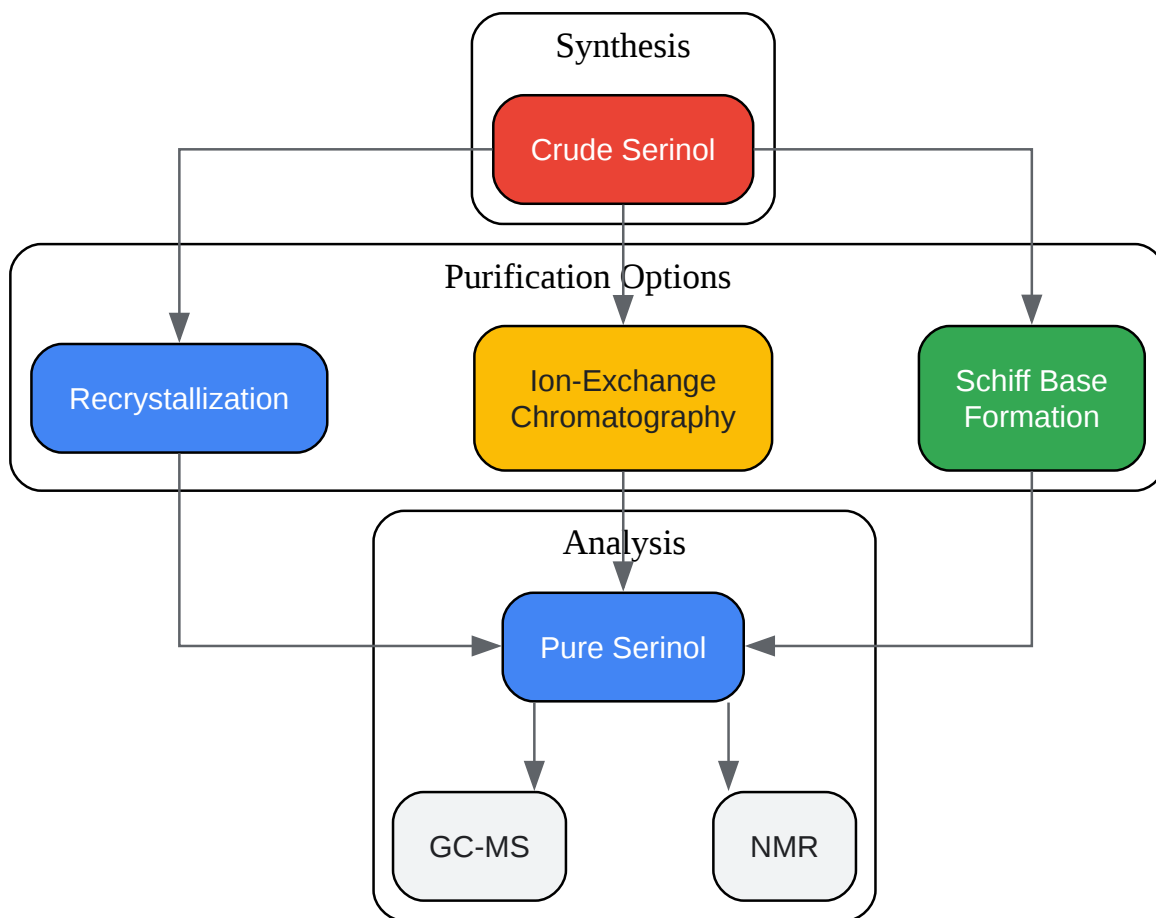 Synthesis
Crude Serinol
Purification Options
Recrystallization
Ion-Exchange
Chromatography
Schiff Base
Formation
Analysis
Pure Serinol
GC-MS
NMR